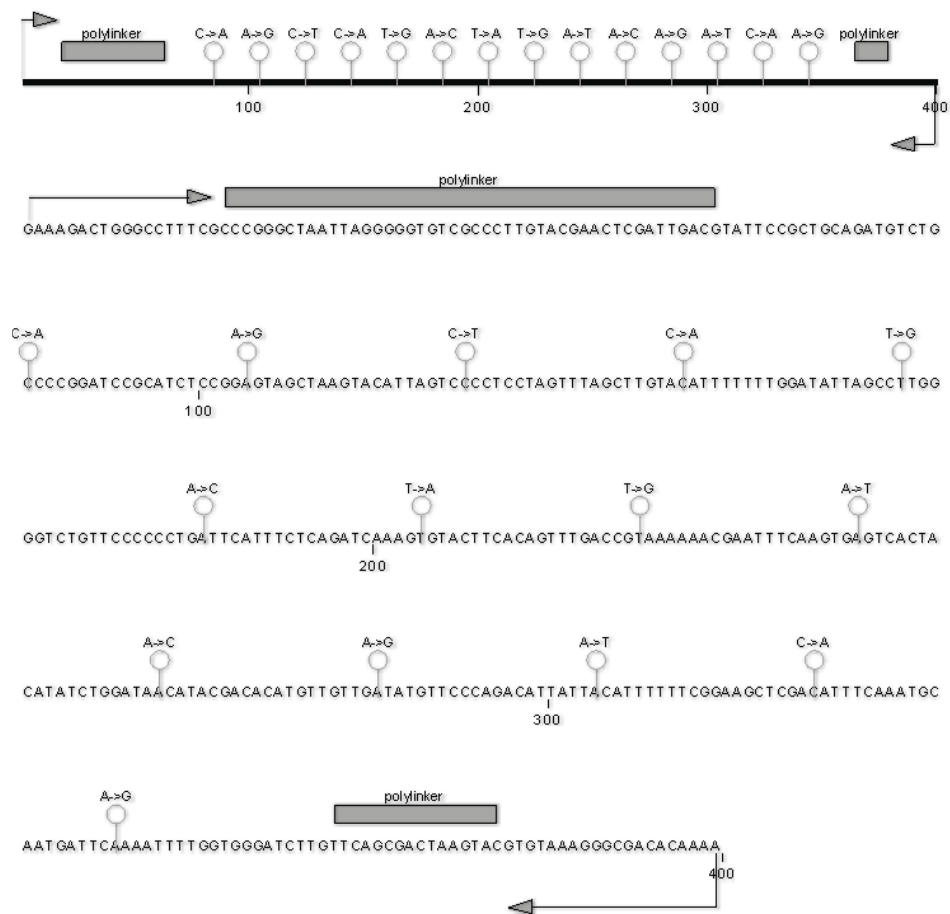 polylinker C->A A->G C->T C->A T->G A->C T->A T->G A->T A->C A->G A->T C->A A->G polylinker
100 200 300 400
polylinker
GAAAGACTGGGCCTTTCGCCCGGGCTAATTAGGGGGTGTCGCCCTTGTACGAACTCGATTGACGTATTCCGCTGCAGATGTCTG
C->A A->G C->T C->A T->G
CCCCGGATCCGCATCTCCGGAGTAGCTAAGTACATTAGTCCCCTCCTAGTTTAGCTTGTACATTTTTTTGGATATTAGCCTTGG
100
A->C T->A T->G A->T
GGTCTGTTCCCCCCTGATTCATTTCTCAGATCAAAGTGTACTTCACAGTTTGACCGTAAAAAACGAATTTCAAGTGAGTCACTA
200
A->C A->G A->T C->A
CATATCTGGATAACATACGACACATGTTGTTGATATGTTCCCAGACATTATTACATTTTTTCGGAAGCTCGACATTTCAAATGC
300
A->G polylinker
AATGATTCAAAATTTTGGTGGGATCTTGTTCAGCGACTAAGTACGTGTAAAGGGCGACACAAAA
400